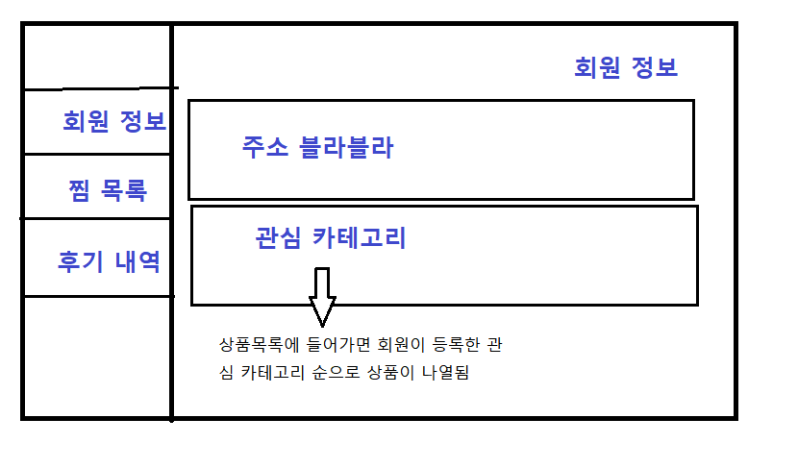 회원 정보
회원 정보
찜 목록
후기 내역
주소 블라블라
관심 카테고리
상품목록에 들어가면 회원이 등록한 관
심 카테고리 순으로 상품이 나열됨